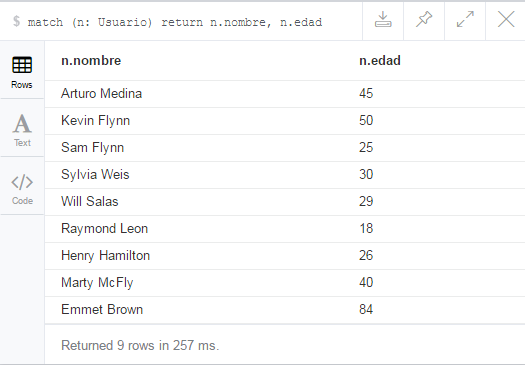 $ match (n: Usuario) return n.nombre, n.edad
Rows
Text
Code
n.nombre n.edad
Arturo Medina 45
Kevin Flynn 50
Sam Flynn 25
Sylvia Weis 30
Will Salas 29
Raymond Leon 18
Henry Hamilton 26
Marty McFly 40
Emmet Brown 84
Returned 9 rows in 257 ms.